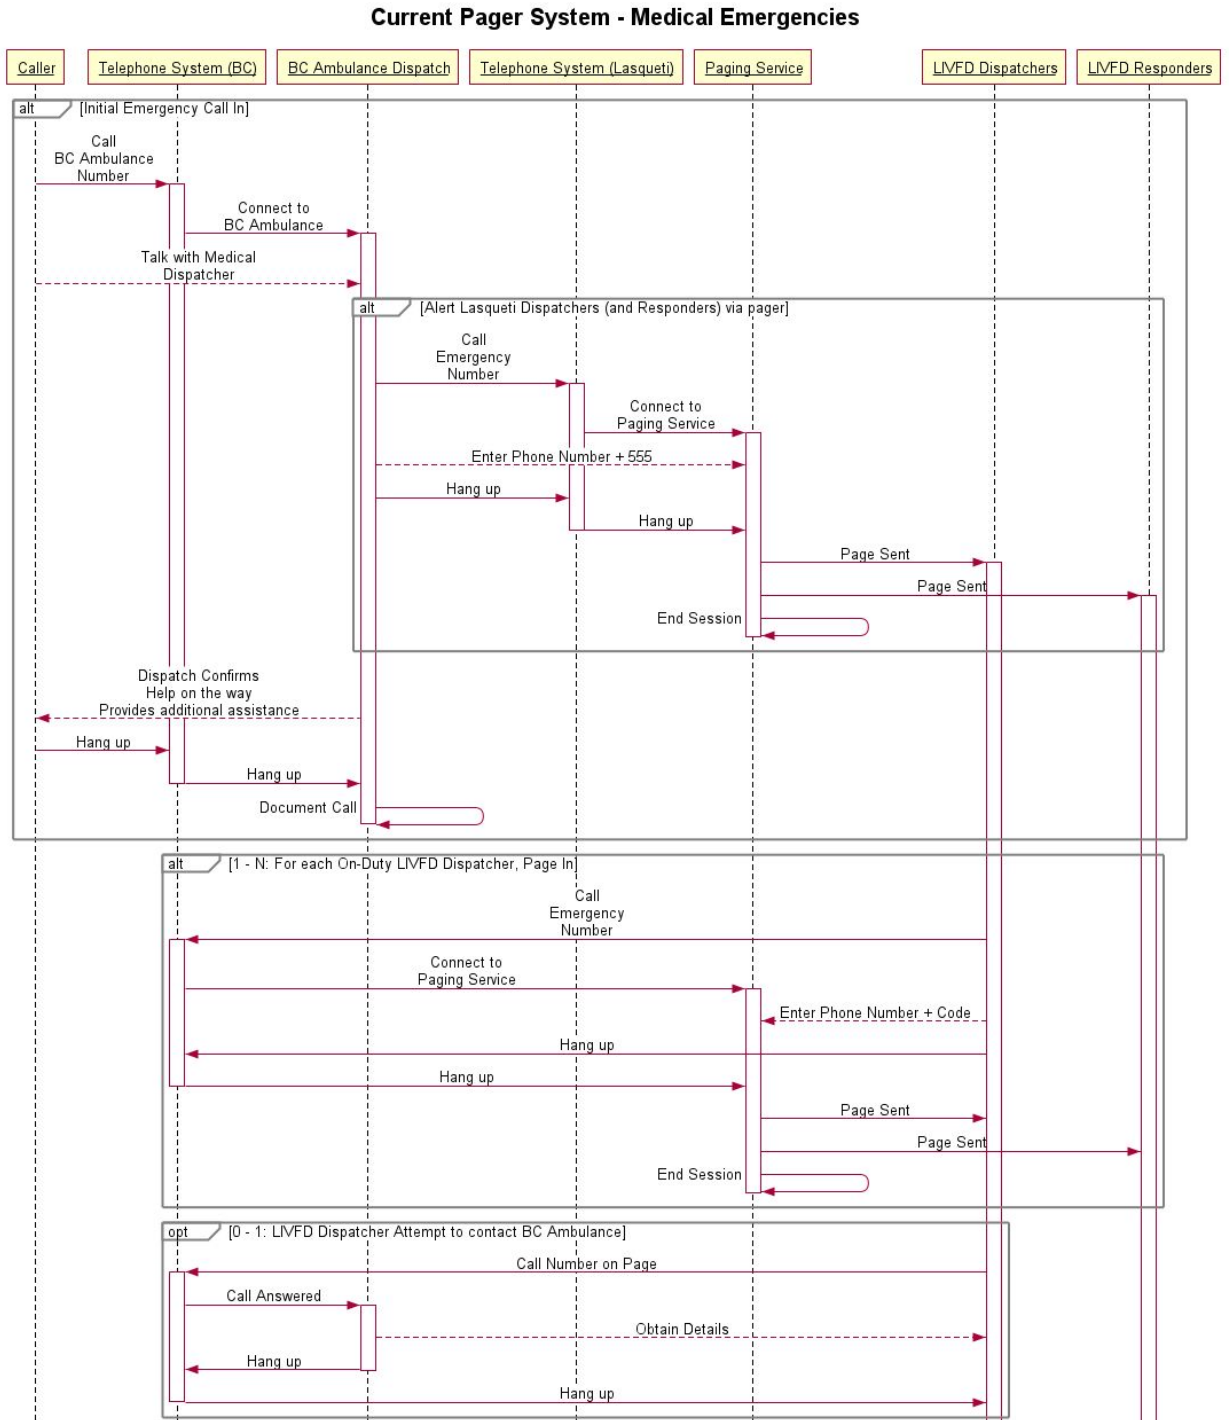 Current Pager System - Medical Emergencies
Caller
Telephone System (BC)
BC Ambulance Dispatch
Telephone System (Lasqueti)
Paging Service
LIVFD Dispatchers
LIVFD Responders
alt
[Initial Emergency Call In]
Call
BC Ambulance
Number
Connect to
BC Ambulance
Talk with Medical
Dispatcher
alt
[Alert Lasqueti Dispatchers (and Responders) via pager]
Call
Emergency
Number
Connect to
Paging Service
Enter Phone Number + 555
Hang up
Hang up
Page Sent
Page Sent
End Session
Dispatch Confirms
Help on the way
Provides additional assistance
Hang up
Hang up
Document Call
alt
[1 - N: For each On-Duty LIVFD Dispatcher, Page In]
Call
Emergency
Number
Connect to
Paging Service
Enter Phone Number + Code
Hang up
Hang up
Page Sent
Page Sent
End Session
opt
[0 - 1: LIVFD Dispatcher Attempt to contact BC Ambulance]
Call Number on Page
Call Answered
Obtain Details
Hang up
Hang up